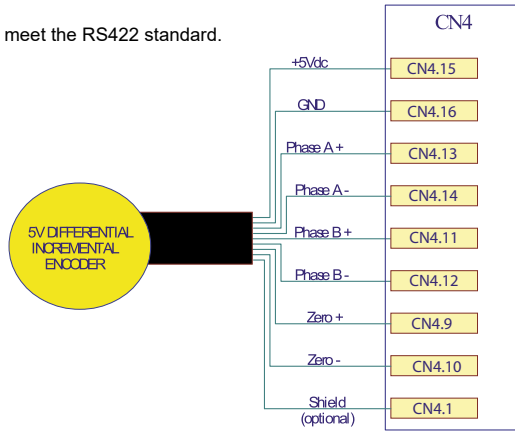 meet the RS422 standard.
CN4
+5Vdc
CN4.15
GND
CN4.16
Phase A +
CN4.13
Phase A -
CN4.14
Phase B +
CN4.11
Phase B -
CN4.12
Zero +
CN4.9
Zero -
CN4.10
Shield
(optional)
CN4.1
5V DIFFERENTIAL
INCREMENTAL
ENCODER